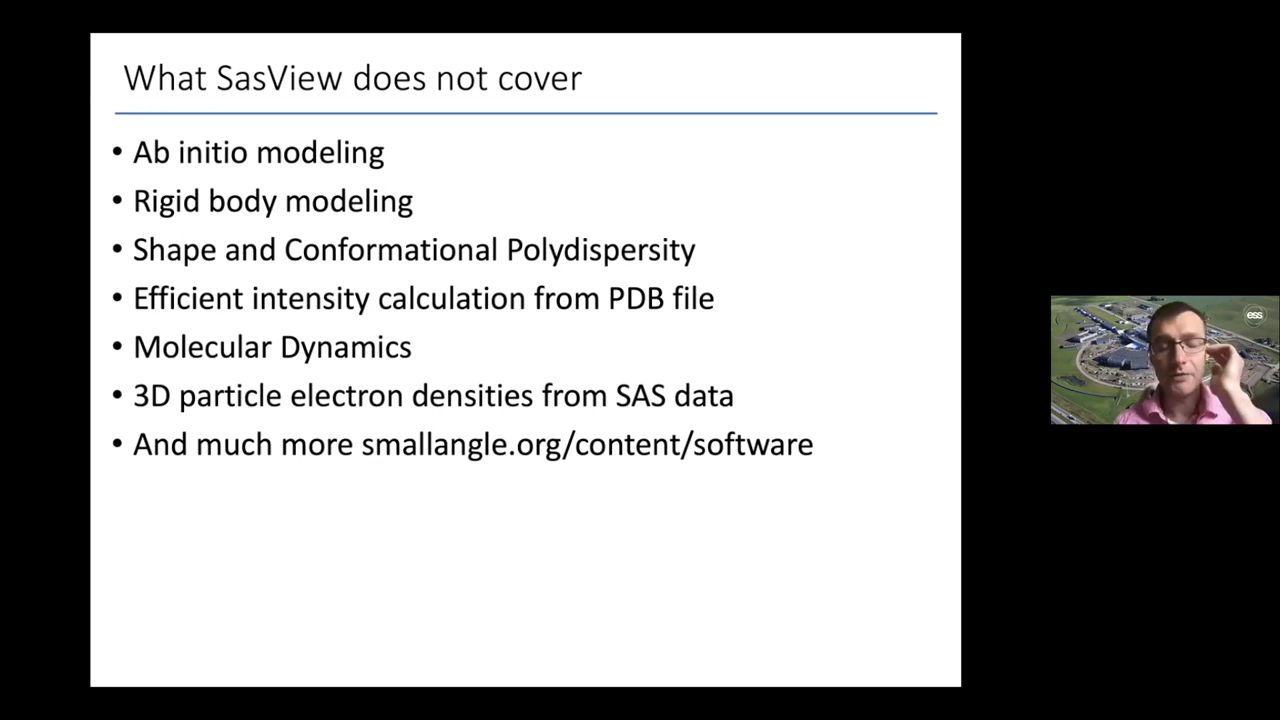 What SasView does not cover
• Ab initio modeling
• Rigid body modeling
• Shape and Conformational Polydispersity
• Efficient intensity calculation from PDB file
• Molecular Dynamics
• 3D particle electron densities from SAS data
• And much more smallangle.org/content/software
ess